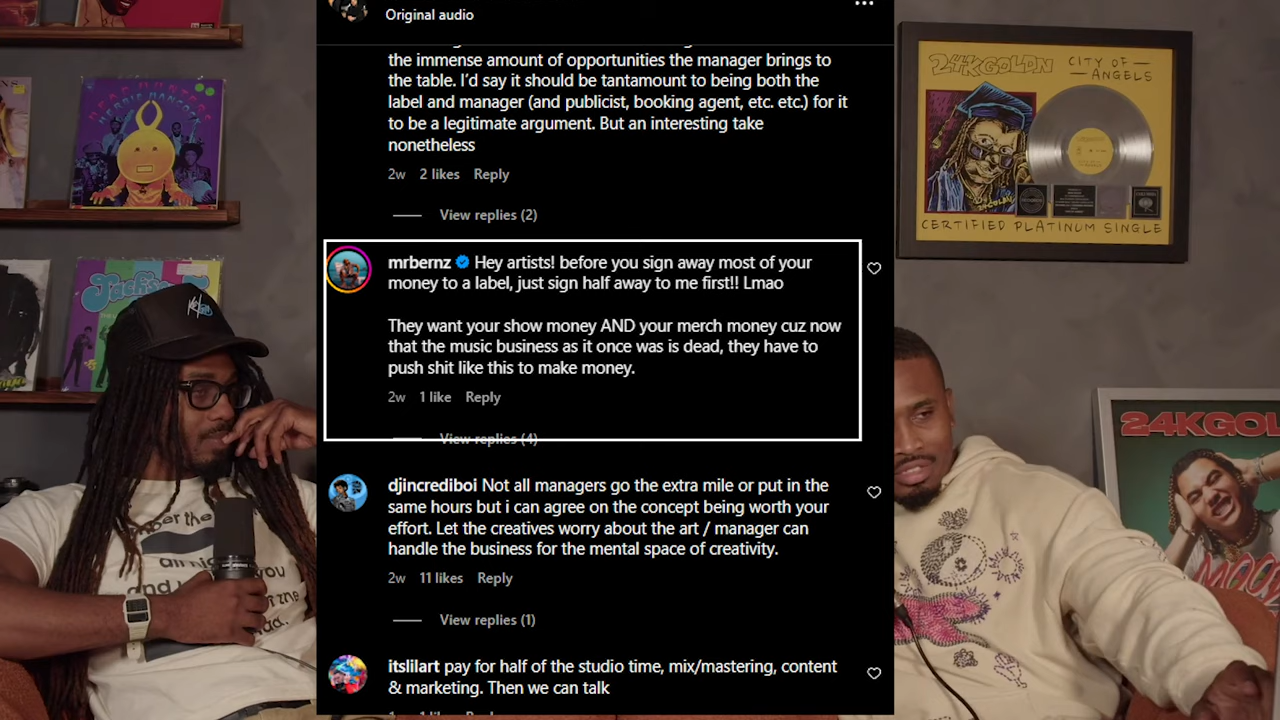 Original audio
the immense amount of opportunities the manager brings to
the table. I'd say it should be tantamount to being both the
label and manager (and publicist, booking agent, etc. etc.) for it
to be a legitimate argument. But an interesting take
nonetheless
2w 2 likes Reply
View replies (2)
mrbernz Hey artists! before you sign away most of your
money to a label, just sign half away to me first!! Lmao
They want your show money AND your merch money cuz now
that the music business as it once was is dead, they have to
push shit like this to make money.
2w 1 like Reply
View replies (4)
djincrediboi Not all managers go the extra mile or put in the
same hours but i can agree on the concept being worth your
effort. Let the creatives worry about the art / manager can
handle the business for the mental space of creativity.
2w 11 likes Reply
View replies (1)
itslilart pay for half of the studio time, mix/mastering, content
& marketing. Then we can talk
24KGOLDN
CITY OF
ANGELS
CERTIFIED PLATINUM SINGLE
HERBIE HANCOCK
24KGOL